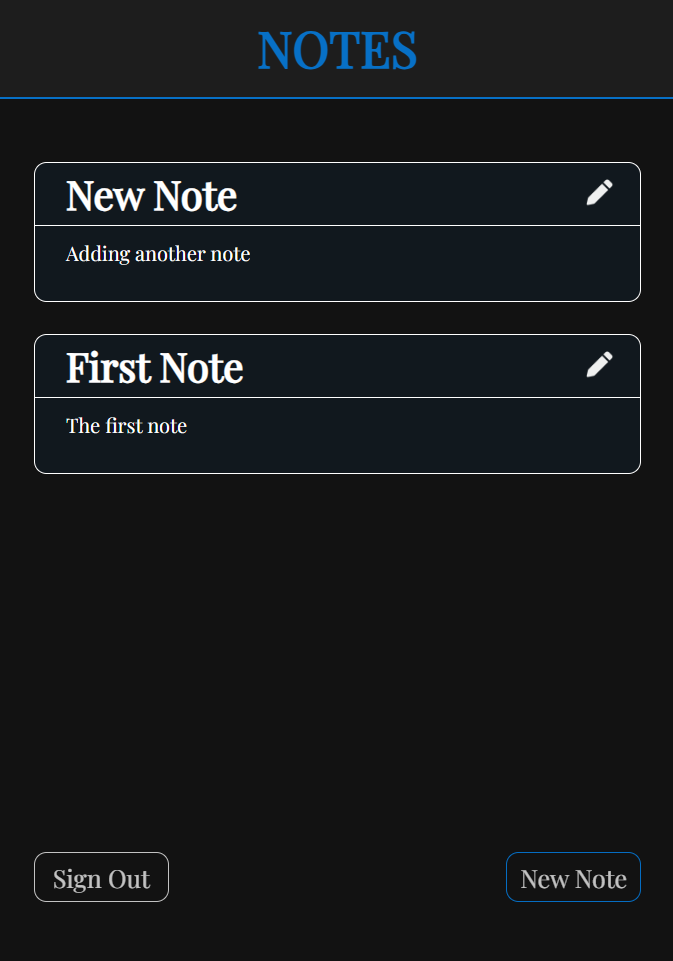 NOTES
New Note
Adding another note
First Note
The first note
Sign Out
New Note